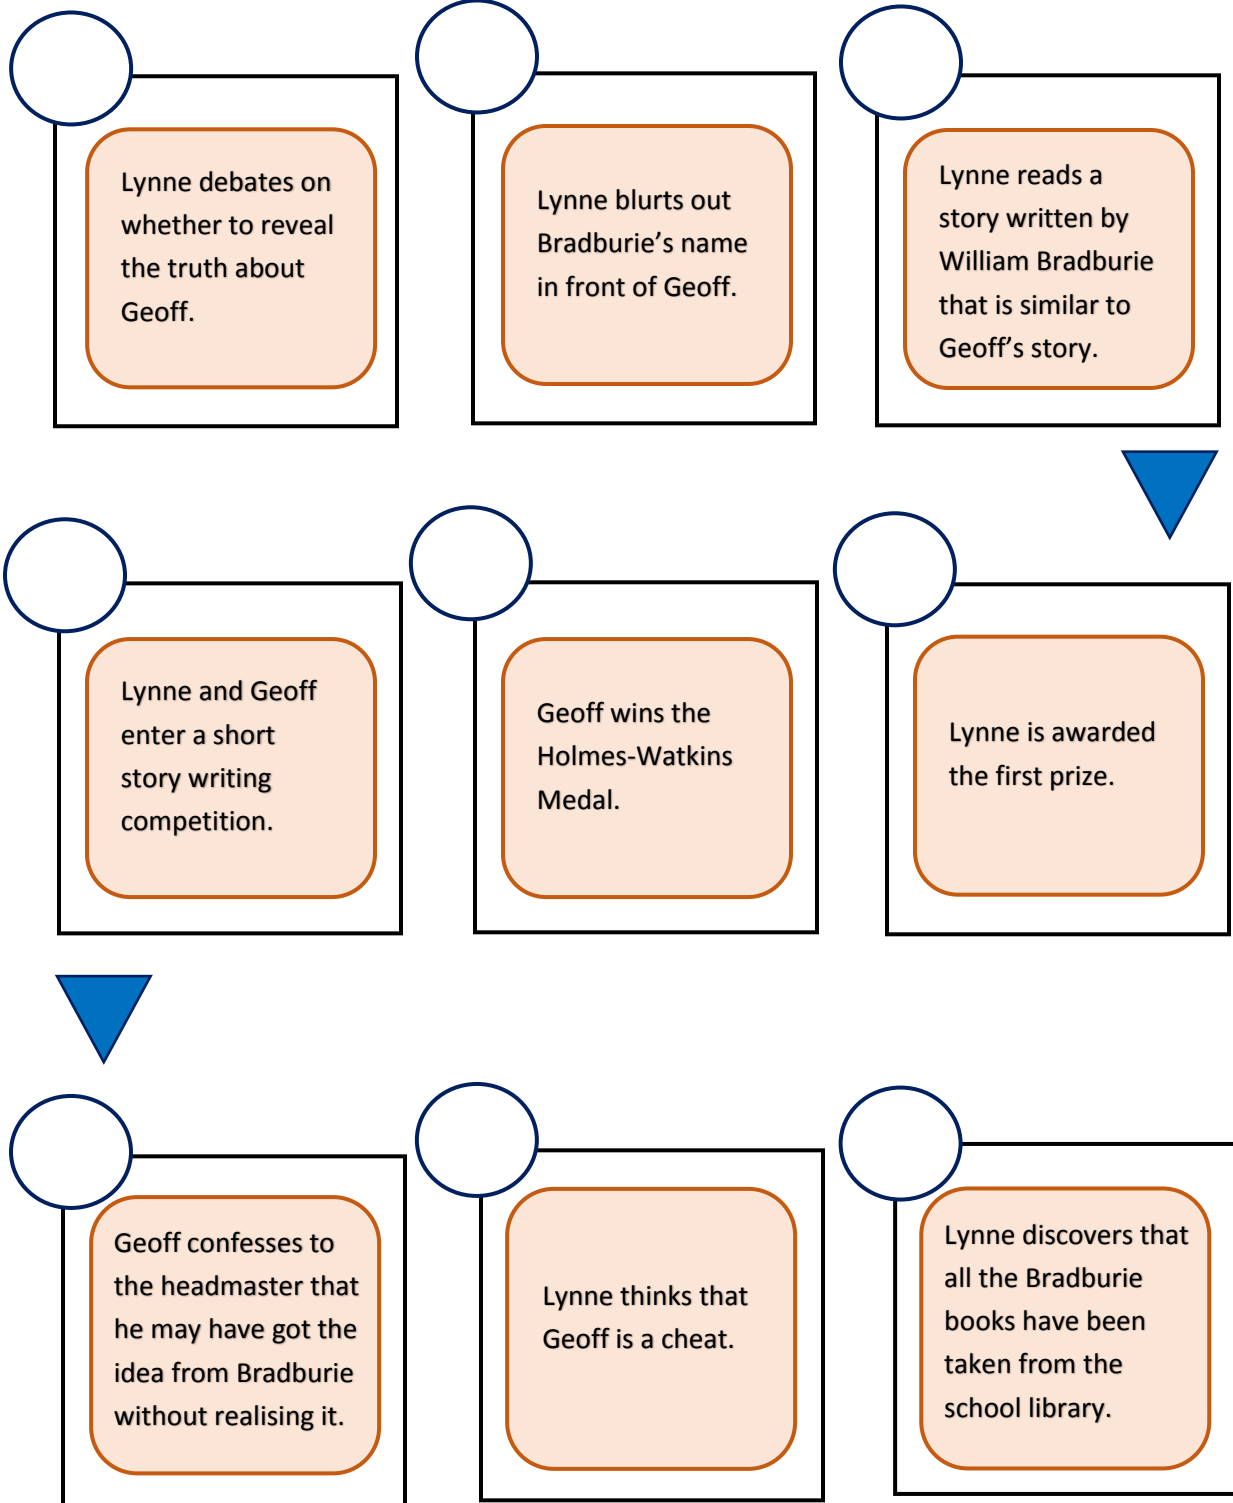 Lynne debates on
whether to reveal
the truth about
Geoff.
Lynne blurts out
Bradburie’s name
in front of Geoff.
Lynne reads a
story written by
William Bradburie
that is similar to
Geoff’s story.
Lynne and Geoff
enter a short
story writing
competition.
Geoff wins the
Holmes-Watkins
Medal.
Lynne is awarded
the first prize.
Geoff confesses to
the headmaster that
he may have got the
idea from Bradburie
without realising it.
Lynne thinks that
Geoff is a cheat.
Lynne discovers that
all the Bradburie
books have been
taken from the
school library.